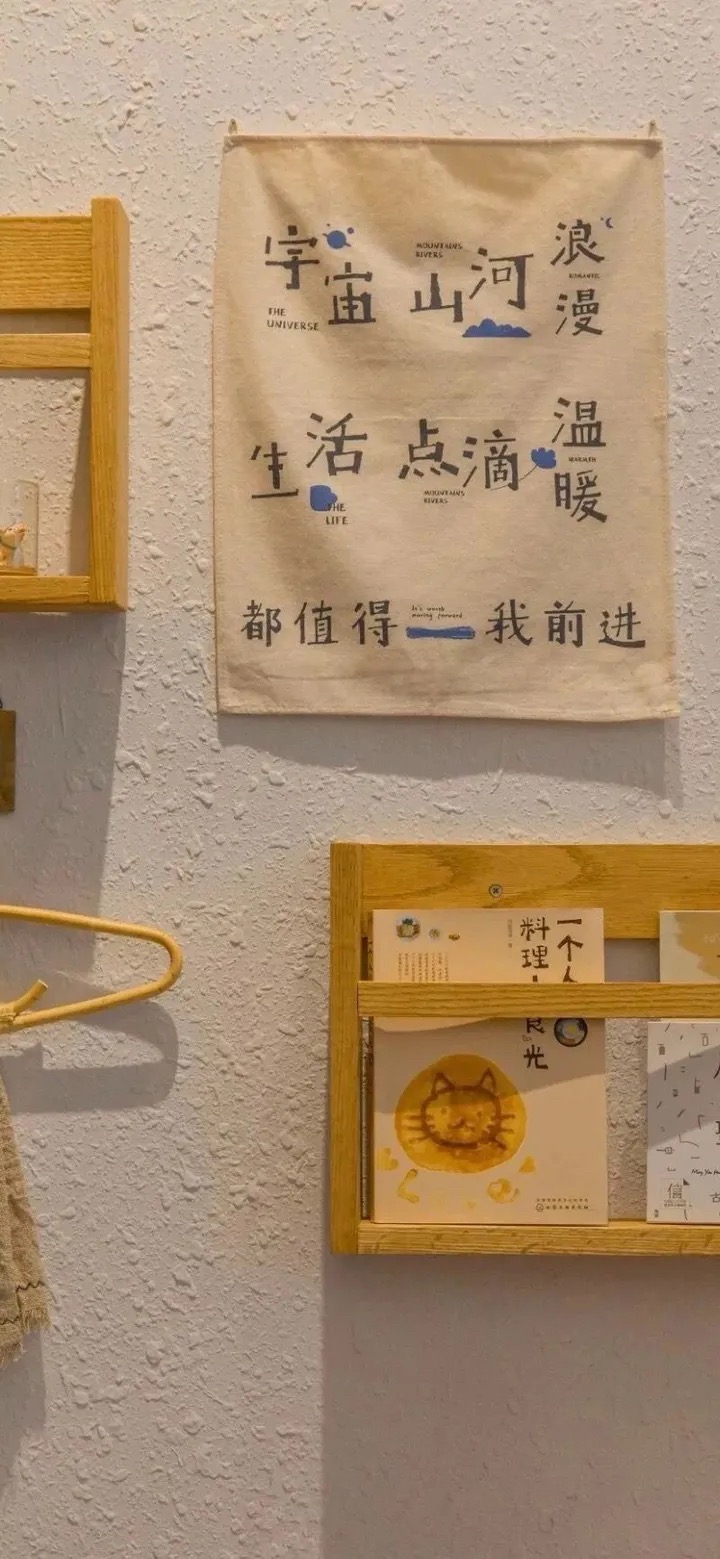 宇宙
THE
UNIVERSE
MOUNTAINS
RIVERS
山河
浪漫
ROMANTIC
生活
THE
LIFE
点滴
MOUNTAINS
RIVERS
温暖
WARMTH
都值得
It's worth
moving forward
我前进
一个人
料理
食光
信